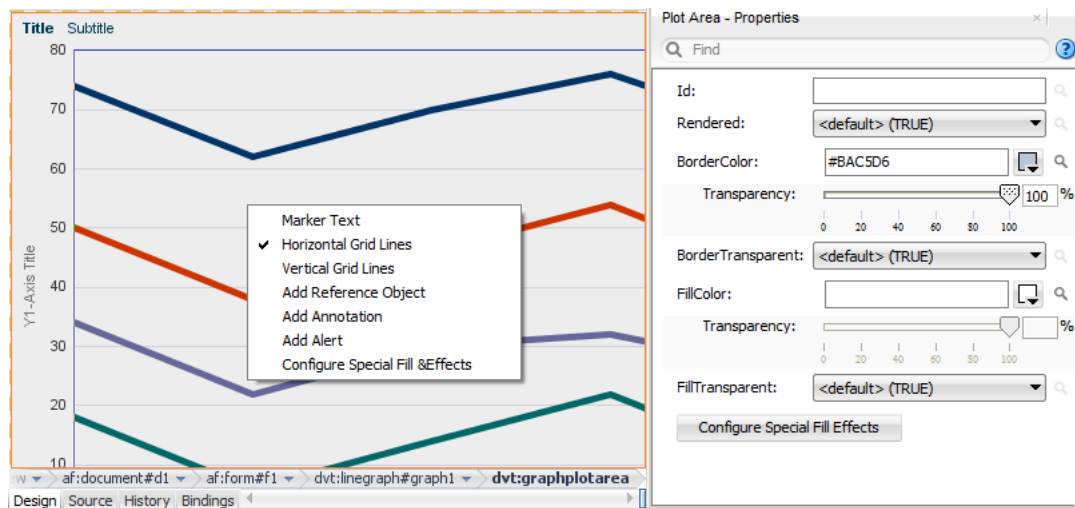 Title Subtitle
80
70
60
50
40
30
20
10
Y1-Axis Title
Marker Text
Horizontal Grid Lines
Vertical Grid Lines
Add Reference Object
Add Annotation
Add Alert
Configure Special Fill &Effects
af:document#d1 af:form#f1 dvt:linegraph#graph1 dvt:graphplotarea
Design Source History Bindings
Plot Area - Properties
Find
Id:
Rendered: <default> (TRUE)
BorderColor: #BAC5D6
Transparency: 100 %
0 20 40 60 80 100
BorderTransparent: <default> (TRUE)
FillColor:
Transparency: %
0 20 40 60 80 100
FillTransparent: <default> (TRUE)
Configure Special Fill Effects